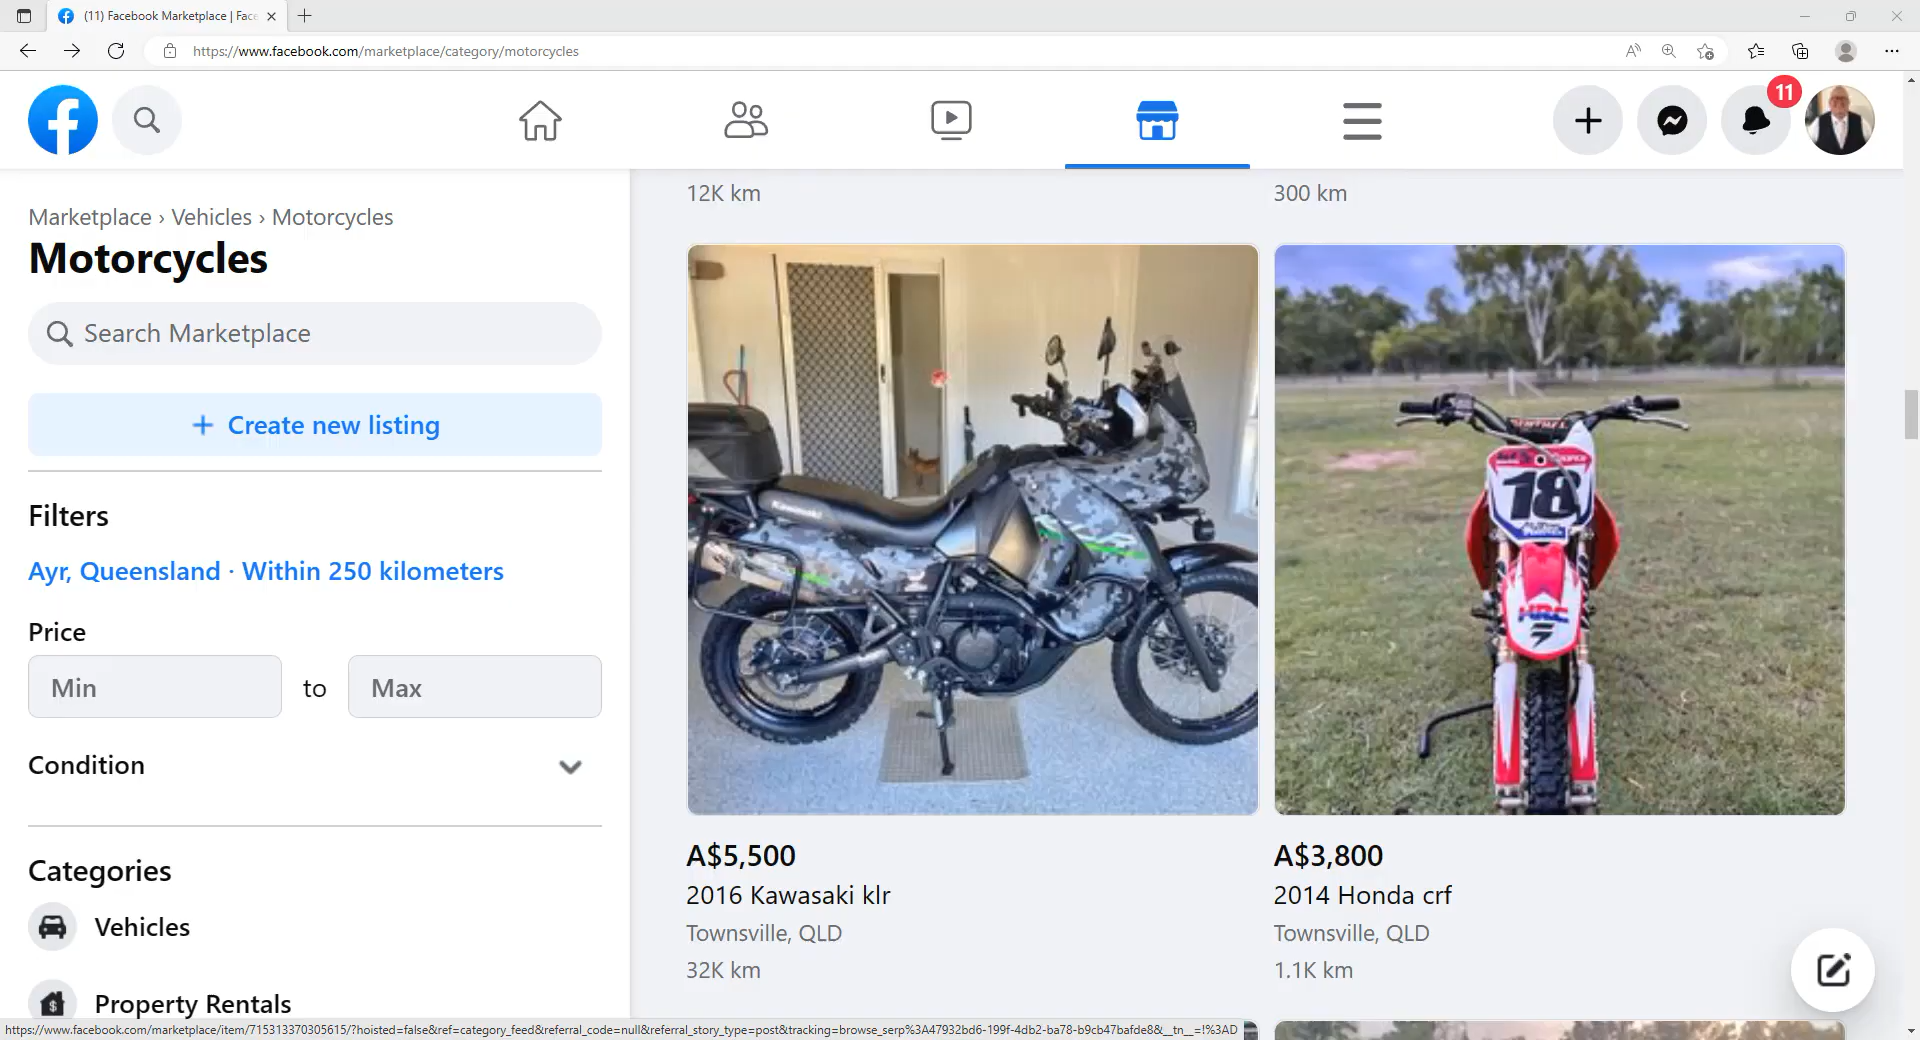 (11) Facebook Marketplace | Face
https://www.facebook.com/marketplace/category/motorcycles
11
Marketplace › Vehicles › Motorcycles
Motorcycles
Search Marketplace
Create new listing
Filters
Ayr, Queensland · Within 250 kilometers
Price
Min
to
Max
Condition
Categories
Vehicles
Property Rentals
12K km
300 km
Kawasaki
18
HRC
A$5,500
2016 Kawasaki klr
Townsville, QLD
32K km
A$3,800
2014 Honda crf
Townsville, QLD
1.1K km
https://www.facebook.com/marketplace/item/715313370305615/?hoisted=false&ref=category_feed&referral_code=null&referral_story_type=post&tracking=browse_serp%3A47932bd6-199f-4db2-ba78-b9cb47bafde8&__tn__=!%3AD